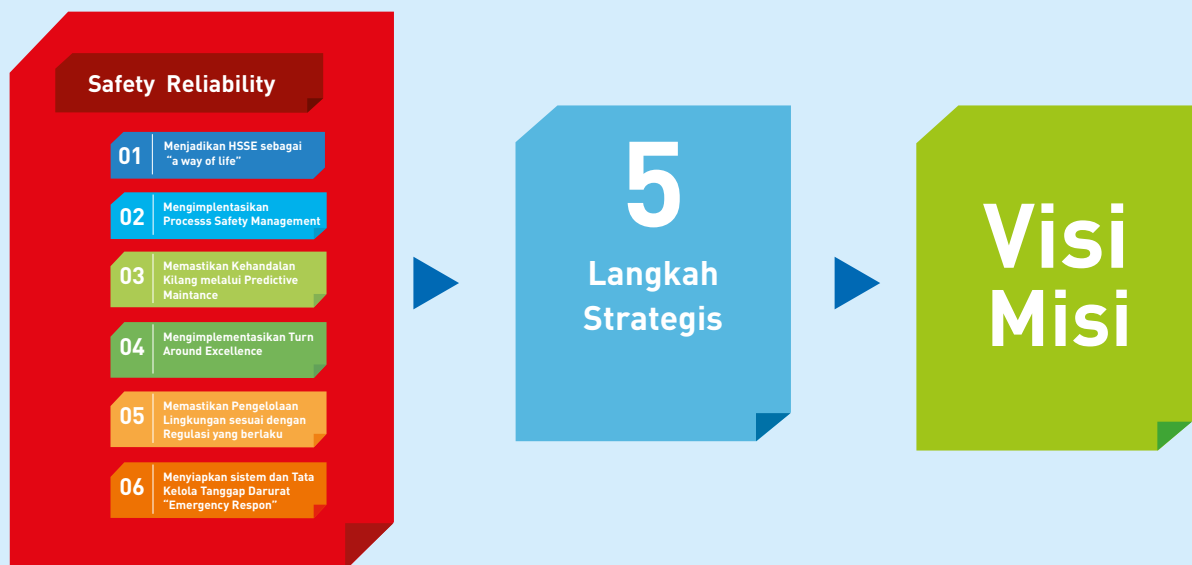 Safety Reliability
01
Menjadikan HSSE sebagai
"a way of life"
02
Mengimplentasikan
Processs Safety Management
03
Memastikan Kehandalan
Kilang melalui Predictive
Maintance
04
Mengimplementasikan Turn
Around Excellence
05
Memastikan Pengelolaan
Lingkungan sesuai dengan
Regulasi yang berlaku
06
Menyiapkan sistem dan Tata
Kelola Tanggap Darurat
"Emergency Respon"
5
Langkah
Strategis
Visi
Misi